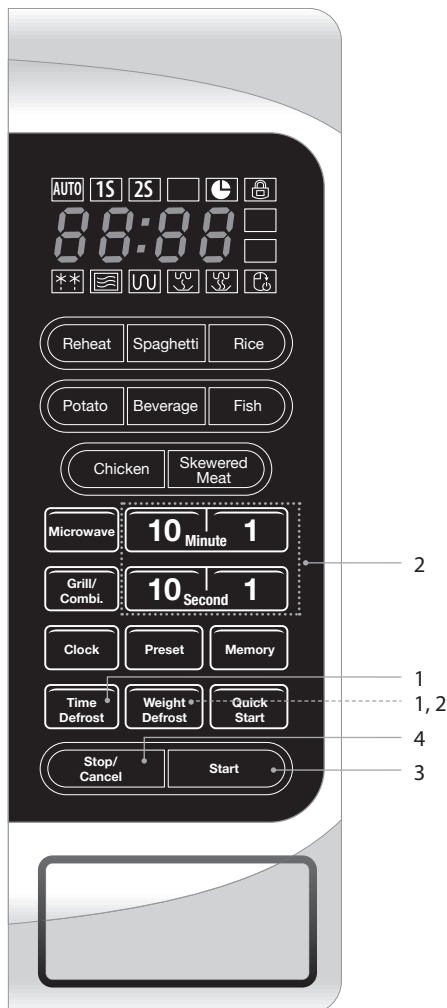 AUTO 1S 2S
88:88
Reheat Spaghetti Rice
Potato Beverage Fish
Chicken Skewered
Meat
Microwave 10 Minute 1
2
Grill/
Combi. 10 Second 1
Clock Preset Memory
1
Time
Defrost Weight
Defrost Quick
Start
1, 2
4
Stop/
Cancel Start
3